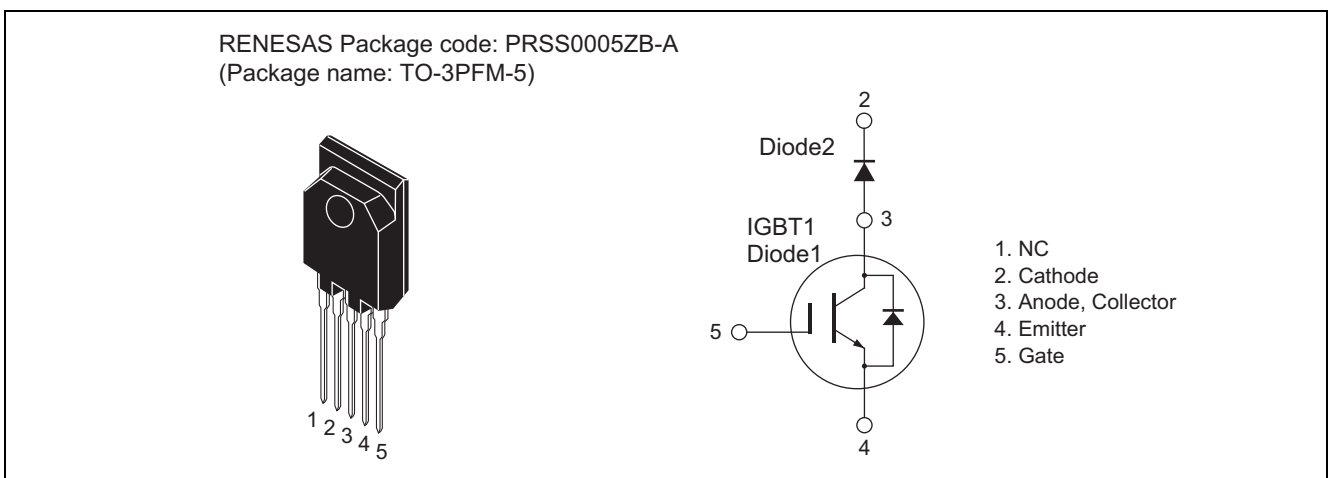 RENESAS Package code: PRSS0005ZB-A
(Package name: TO-3PFM-5)
1
2
3
4
5
2
Diode2
3
IGBT1
Diode1
5
4
1. NC
2. Cathode
3. Anode, Collector
4. Emitter
5. Gate